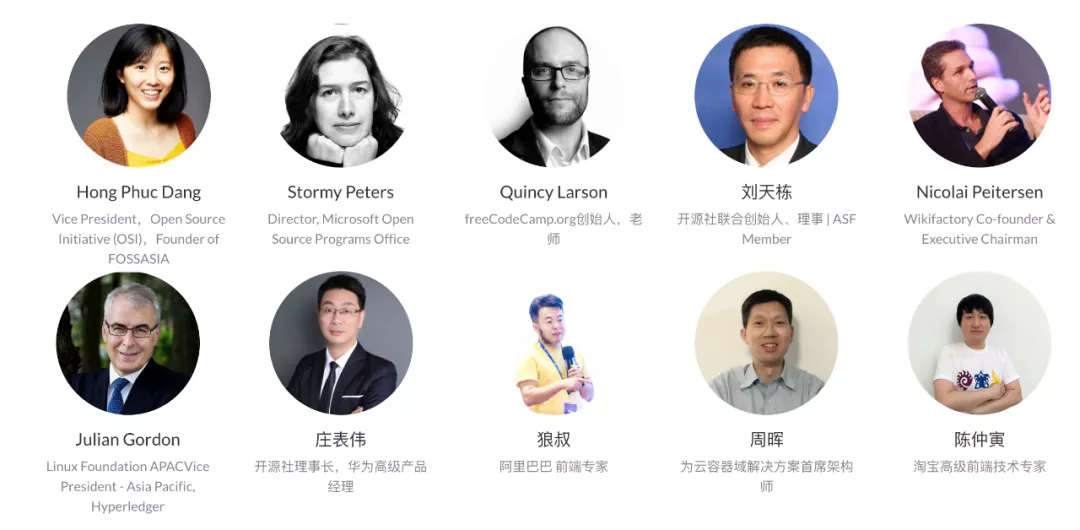 Hong Phuc Dang
Vice President，Open Source
Initiative (OSI)，Founder of
FOSSASIA
Stormy Peters
Director, Microsoft Open
Source Programs Office
Quincy Larson
freeCodeCamp.org创始人，老
师
刘天栋
开源社联合创始人、理事 | ASF
Member
Nicolai Peitersen
Wikifactory Co-founder &
Executive Chairman
Julian Gordon
Linux Foundation APACVice
President - Asia Pacific,
Hyperledger
庄表伟
开源社理事长，华为高级产品
经理
狼叔
阿里巴巴 前端专家
周晖
为云容器域解决方案首席架构
师
陈仲寅
淘宝高级前端技术专家